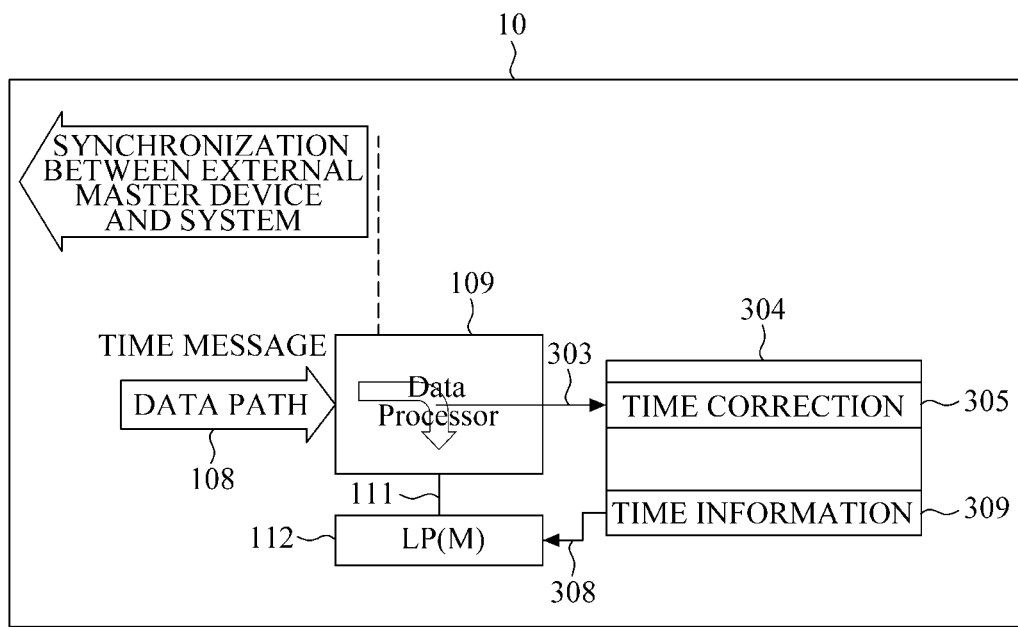 10
SYNCHRONIZATION
BETWEEN EXTERNAL
MASTER DEVICE
AND SYSTEM
109
304
TIME MESSAGE
303
DATA PATH
Data
Processor
TIME CORRECTION
305
108
111
TIME INFORMATION
309
112
LP(M)
308